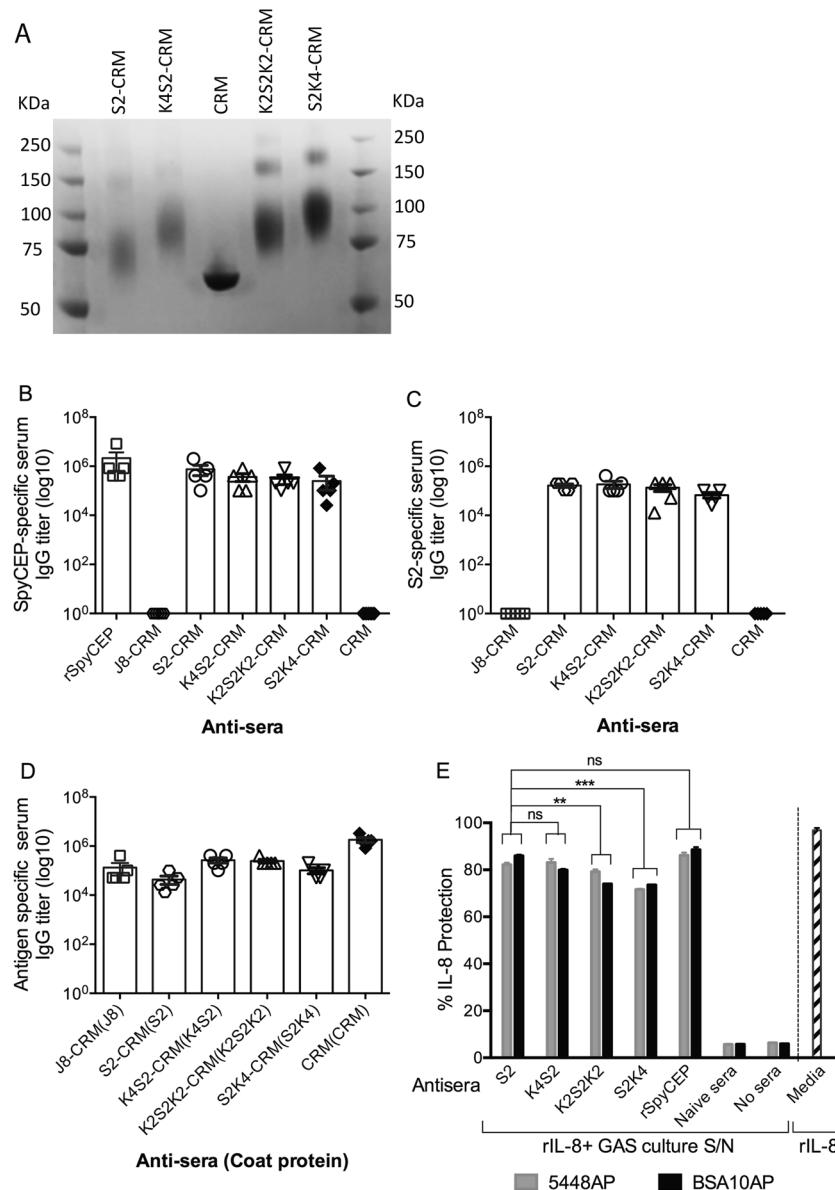 A
KDa
S2-CRM
K4S2-CRM
CRM
K2S2K2-CRM
S2K4-CRM
KDa
250
150
100
75
50
250
150
100
75
50
B
SpyCEP-specific serum
IgG titer (log10)
10⁸
10⁶
10⁴
10²
10⁰
rSpyCEP
J8-CRM
S2-CRM
K4S2-CRM
K2S2K2-CRM
S2K4-CRM
CRM
Anti-sera
C
S2-specific serum
IgG titer (log10)
10⁸
10⁶
10⁴
10²
10⁰
J8-CRM
S2-CRM
K4S2-CRM
K2S2K2-CRM
S2K4-CRM
CRM
Anti-sera
D
Antigen specific serum
IgG titer (log10)
10⁸
10⁶
10⁴
10²
10⁰
J8-CRM(J8)
S2-CRM(S2)
K4S2-CRM(K4S2)
K2S2K2-CRM(K2S2K2)
S2K4-CRM(S2K4)
CRM(CRM)
Anti-sera (Coat protein)
E
ns
***
**
ns
% IL-8 Protection
100
80
60
40
20
0
Antisera
S2
K4S2
K2S2K2
S2K4
rSpyCEP
Naive sera
No sera
Media
rIL-8+ GAS culture S/N
rIL-8
5448AP
BSA10AP